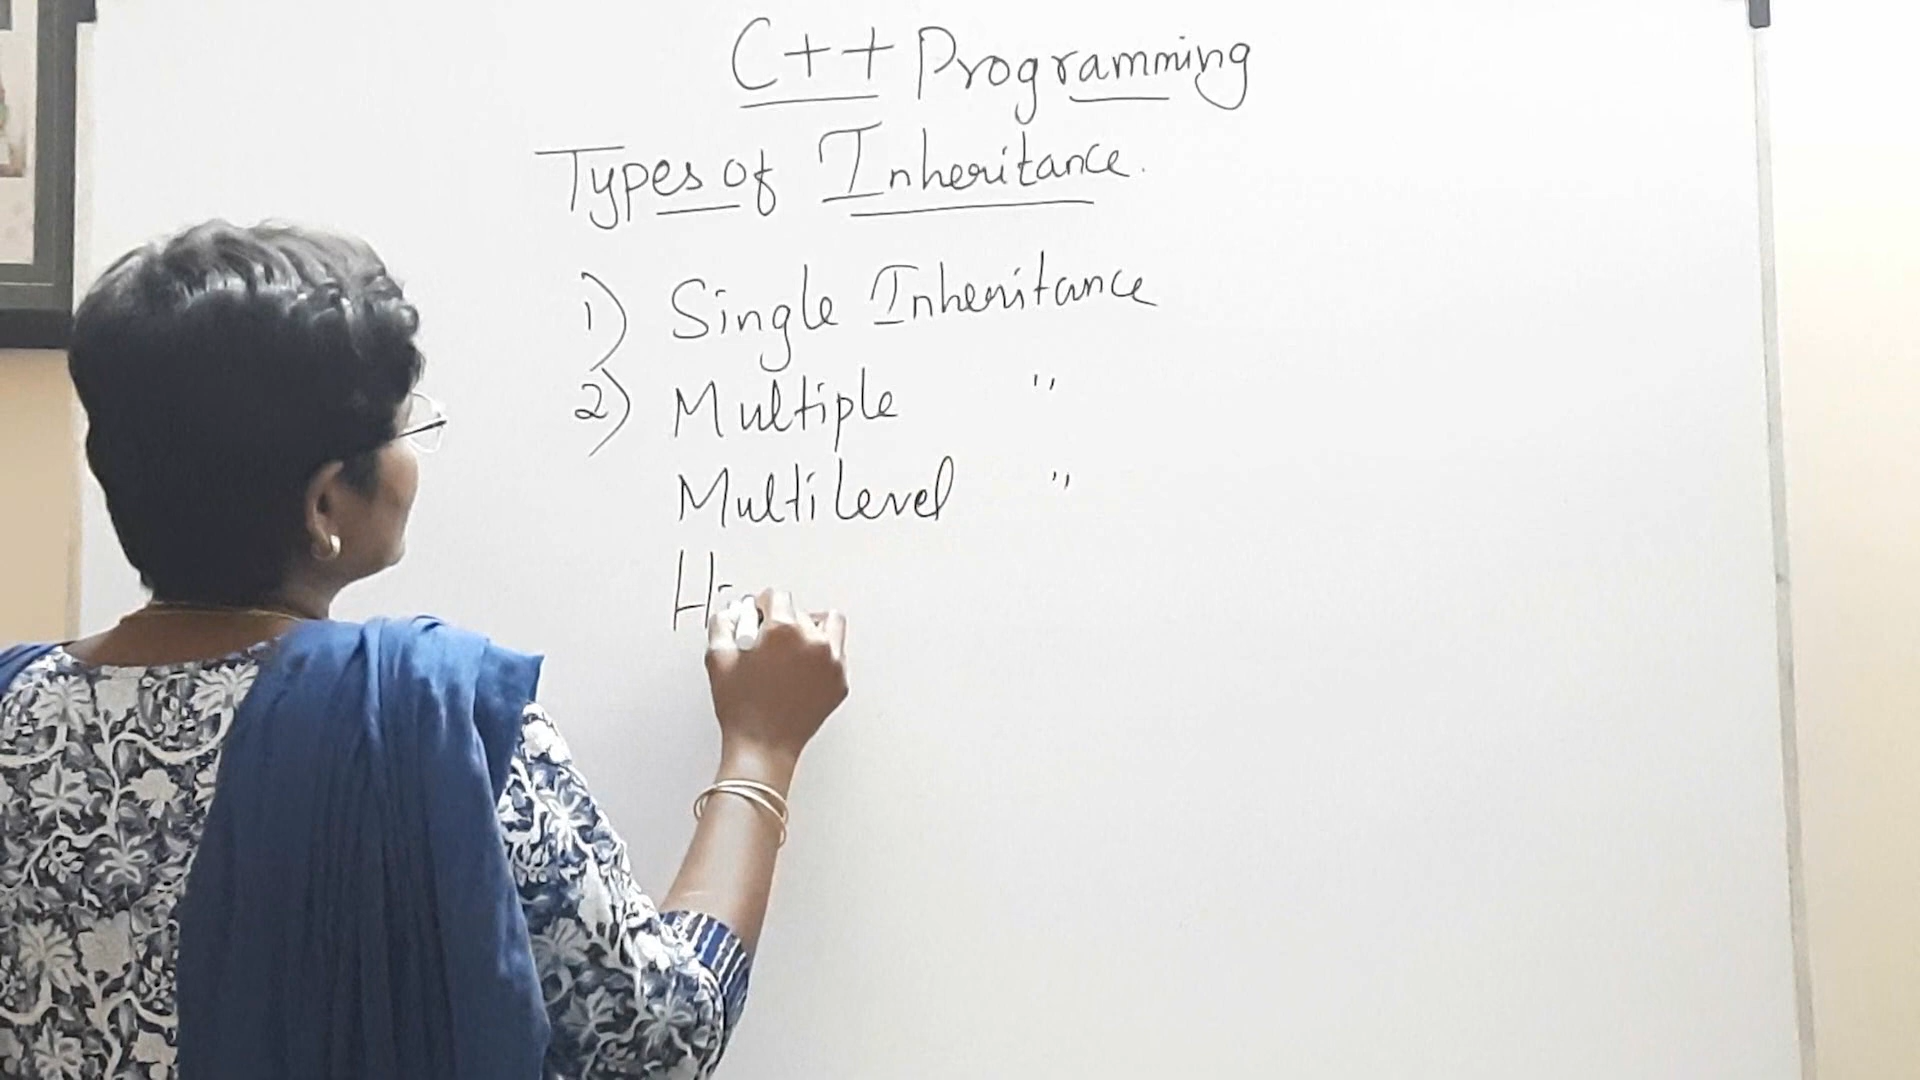 C++ Programming
Types of Inheritance.
1) Single Inheritance
2) Multiple "
Multilevel "